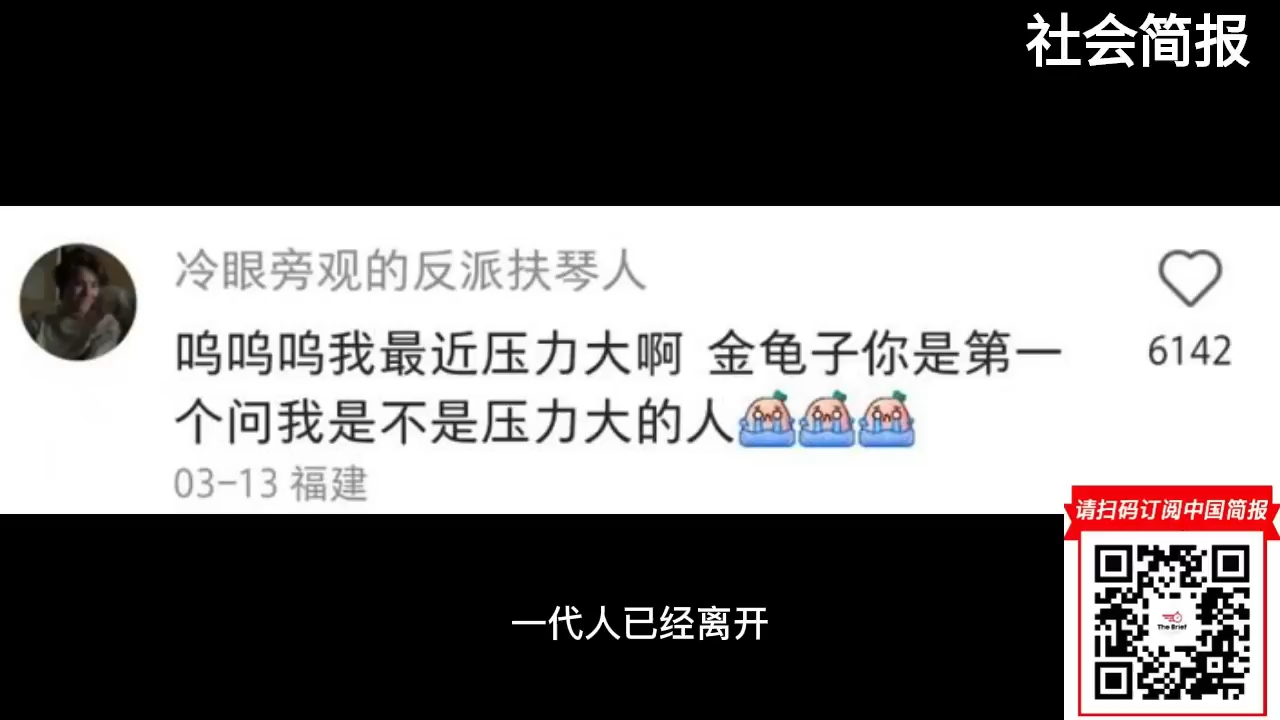 社会简报
冷眼旁观的反派扶琴人
呜呜呜我最近压力大啊 金龟子你是第一
个问我是不是压力大的人
6142
03-13 福建
请扫码订阅中国简报
The Brief
一代人已经离开